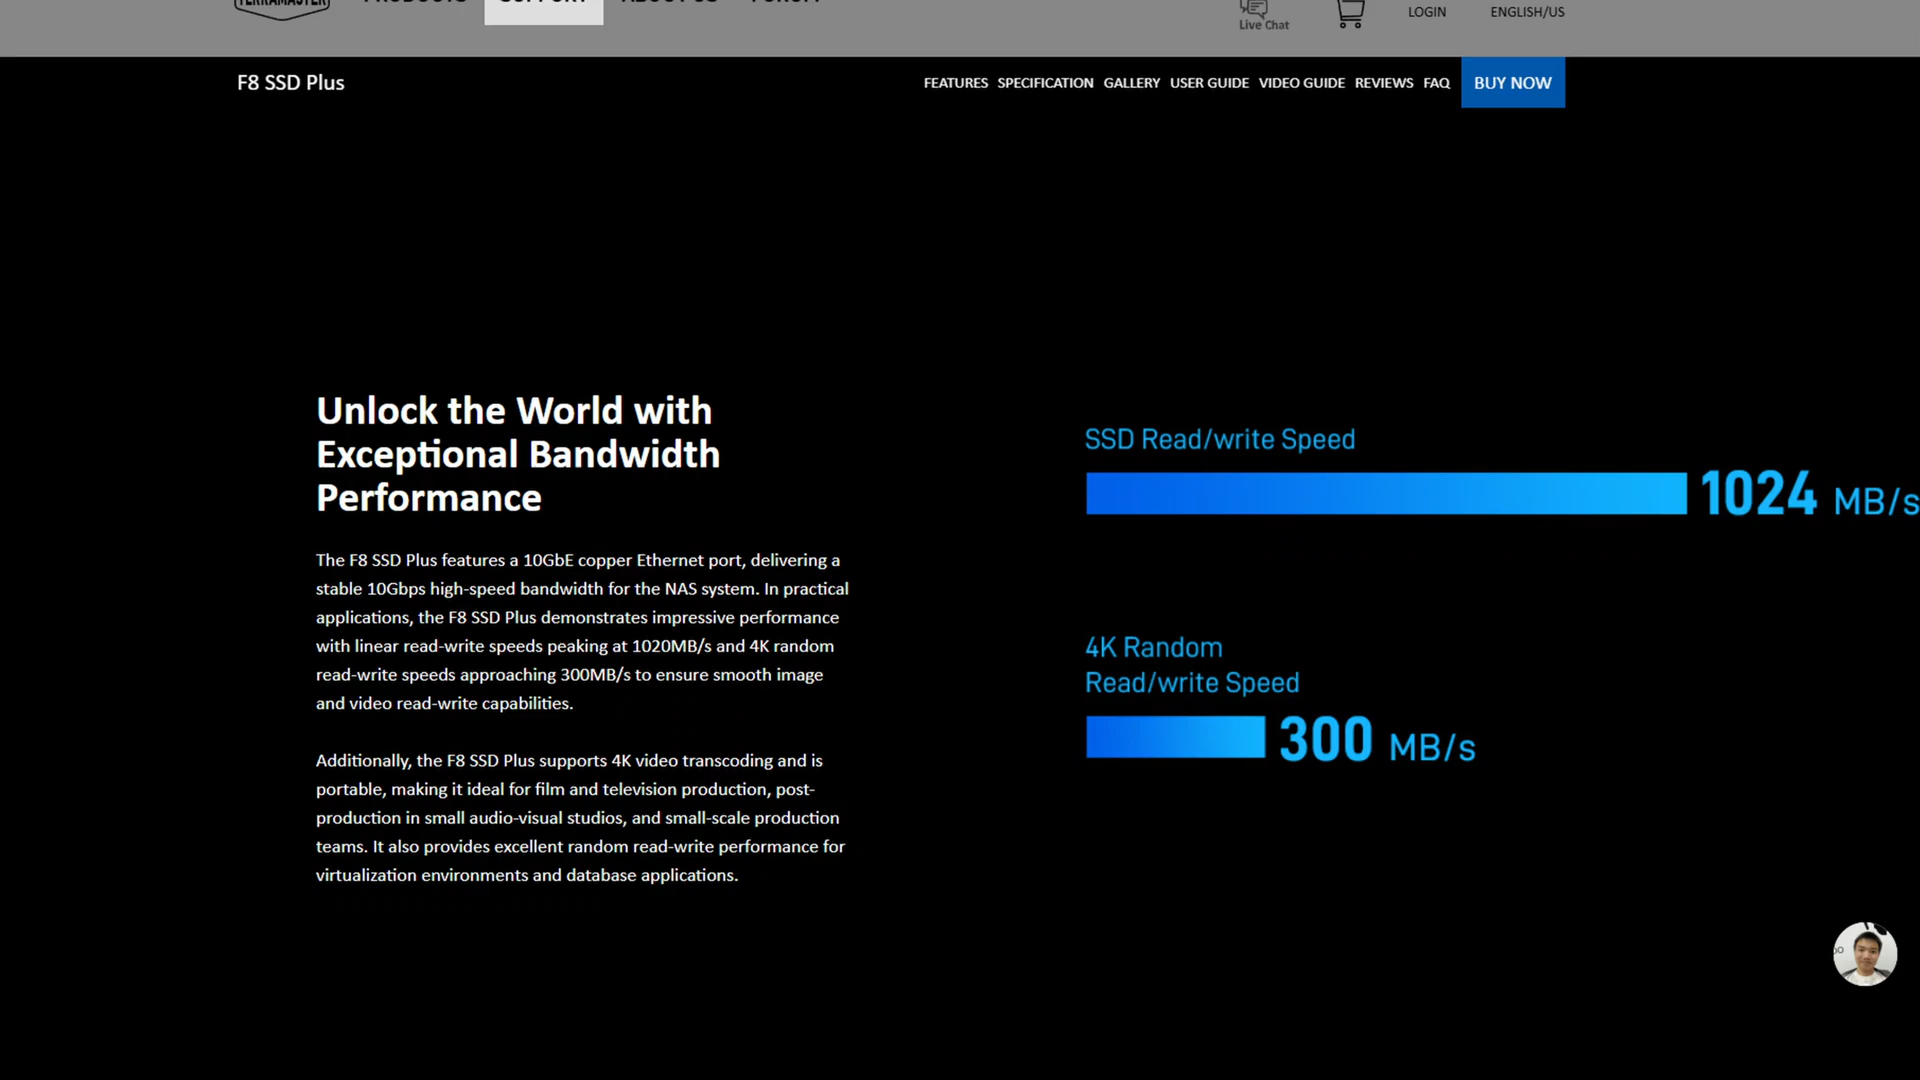 TERRAMASTER
PRODUCTS
SUPPORT
ABOUT US
FORUM
Live Chat
LOGIN
ENGLISH/US
F8 SSD Plus
FEATURES
SPECIFICATION
GALLERY
USER GUIDE
VIDEO GUIDE
REVIEWS
FAQ
BUY NOW
Unlock the World with
Exceptional Bandwidth
Performance
The F8 SSD Plus features a 10GbE copper Ethernet port, delivering a
stable 10Gbps high-speed bandwidth for the NAS system. In practical
applications, the F8 SSD Plus demonstrates impressive performance
with linear read-write speeds peaking at 1020MB/s and 4K random
read-write speeds approaching 300MB/s to ensure smooth image
and video read-write capabilities.
Additionally, the F8 SSD Plus supports 4K video transcoding and is
portable, making it ideal for film and television production, post-
production in small audio-visual studios, and small-scale production
teams. It also provides excellent random read-write performance for
virtualization environments and database applications.
SSD Read/write Speed
1024 MB/s
4K Random
Read/write Speed
300 MB/s